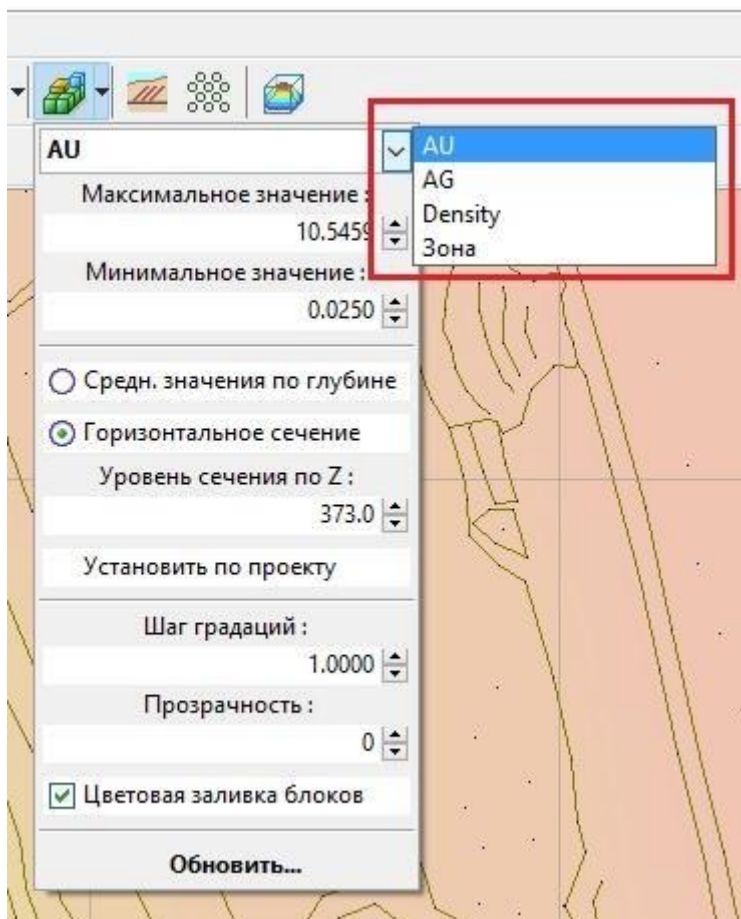 AU
AU
AG
Density
Зона
Максимальное значение :
10.5459
Минимальное значение :
0.0250
Средн. значения по глубине
Горизонтальное сечение
Уровень сечения по Z :
373.0
Установить по проекту
Шаг градаций :
1.0000
Прозрачность :
0
Цветовая заливка блоков
Обновить...